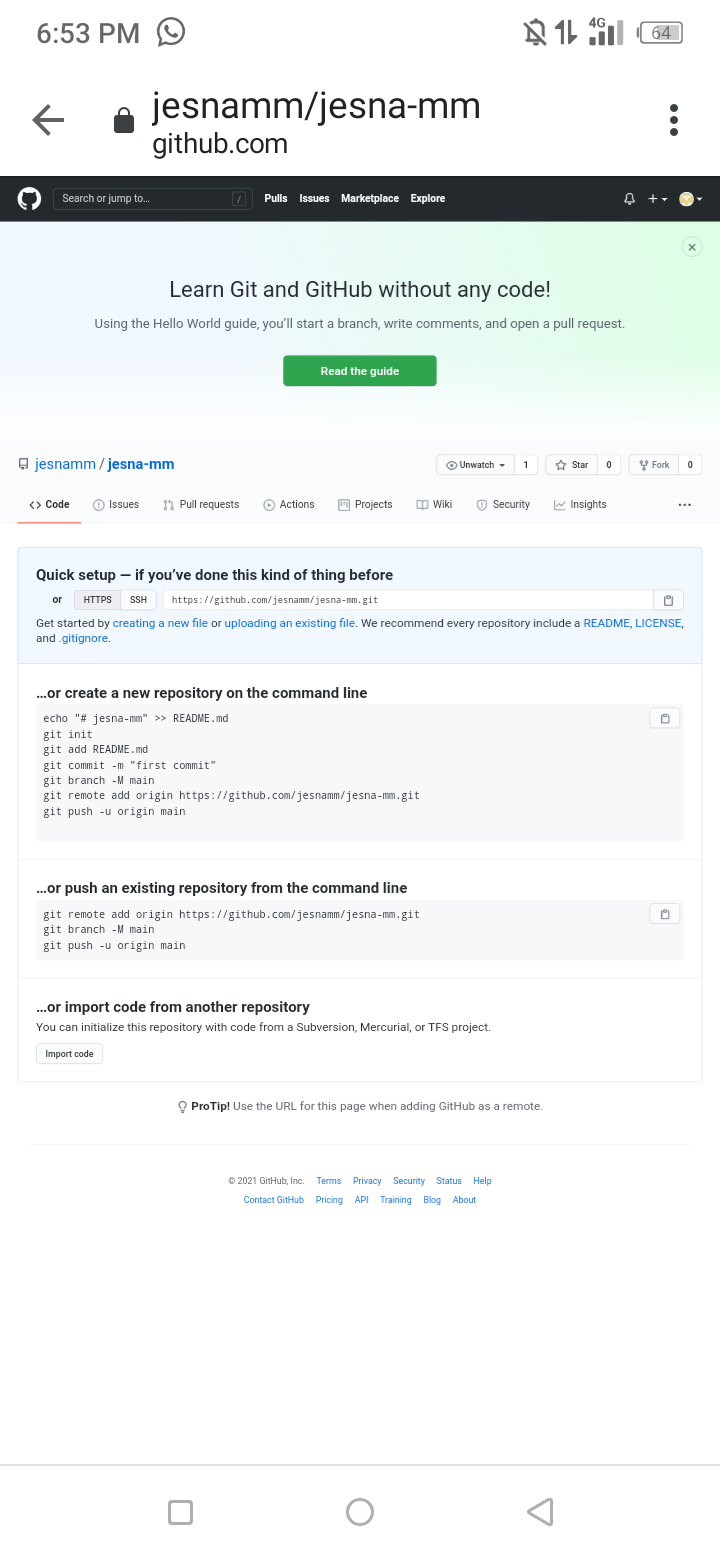 6:53 PM 4G 64
jesnamm/jesna-mm
github.com
Search or jump to... / Pulls Issues Marketplace Explore
Learn Git and GitHub without any code!
Using the Hello World guide, you'll start a branch, write comments, and open a pull request.
Read the guide
jesnamm / jesna-mm Unwatch 1 Star 0 Fork 0
Code Issues Pull requests Actions Projects Wiki Security Insights
Quick setup — if you've done this kind of thing before
or HTTPS SSH https://github.com/jesnamm/jesna-mm.git
Get started by creating a new file or uploading an existing file. We recommend every repository include a README, LICENSE,
and .gitignore.
...or create a new repository on the command line
echo "# jesna-mm" >> README.md
git init
git add README.md
git commit -m "first commit"
git branch -M main
git remote add origin https://github.com/jesnamm/jesna-mm.git
git push -u origin main
...or push an existing repository from the command line
git remote add origin https://github.com/jesnamm/jesna-mm.git
git branch -M main
git push -u origin main
...or import code from another repository
You can initialize this repository with code from a Subversion, Mercurial, or TFS project.
Import code
ProTip! Use the URL for this page when adding GitHub as a remote.
© 2021 GitHub, Inc. Terms Privacy Security Status Help
Contact GitHub Pricing API Training Blog About